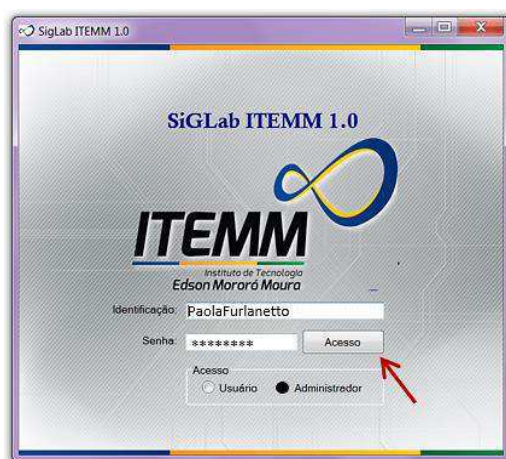 SigLab ITEMM 1.0
SiGLab ITEMM 1.0
ITEMM
Instituto de Tecnologia
Edson Mororó Moura
Identificação: PaolaFurlanetto
Senha: ******** Acesso
Acesso
Usuário Administrador